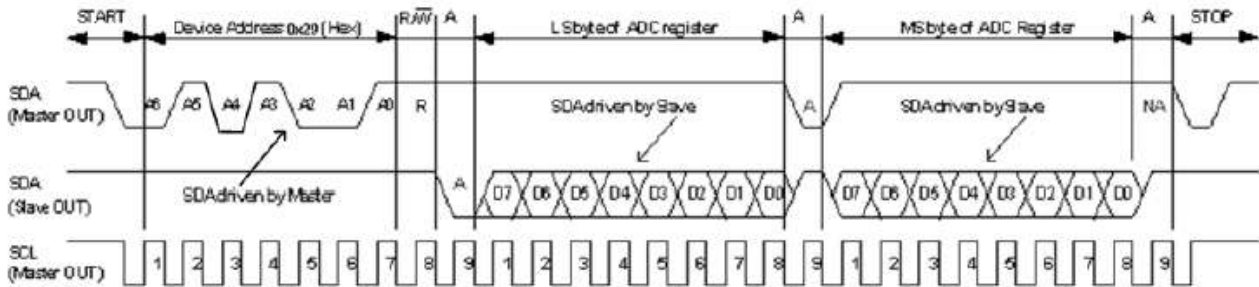 START Device Address 0x29 (Hex) R/W A LSbyte of ADC register A MSbyte of ADC Register A STOP
SDA
(Master OUT)
A6 A5 A4 A3 A2 A1 A0 R SDA driven by Slave A SDA driven by Slave NA
SDA
(Slave OUT)
SDA driven by Master A D7 D6 D5 D4 D3 D2 D1 D0 D7 D6 D5 D4 D3 D2 D1 D0
SCL
(Master OUT)
1 2 3 4 5 6 7 8 9 1 2 3 4 5 6 7 8 9 1 2 3 4 5 6 7 8 9